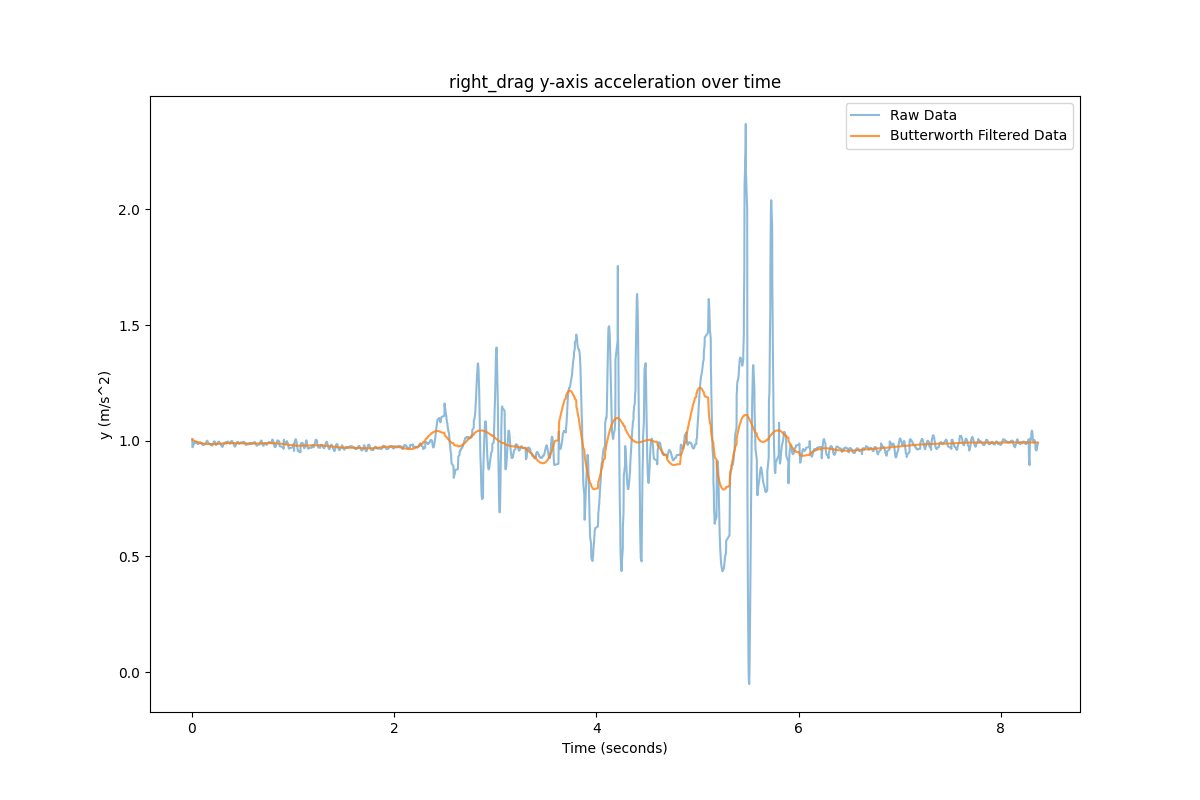 right_drag y-axis acceleration over time
Raw Data
Butterworth Filtered Data
y (m/s^2)
2.0
1.5
1.0
0.5
0.0
0 2 4 6 8
Time (seconds)